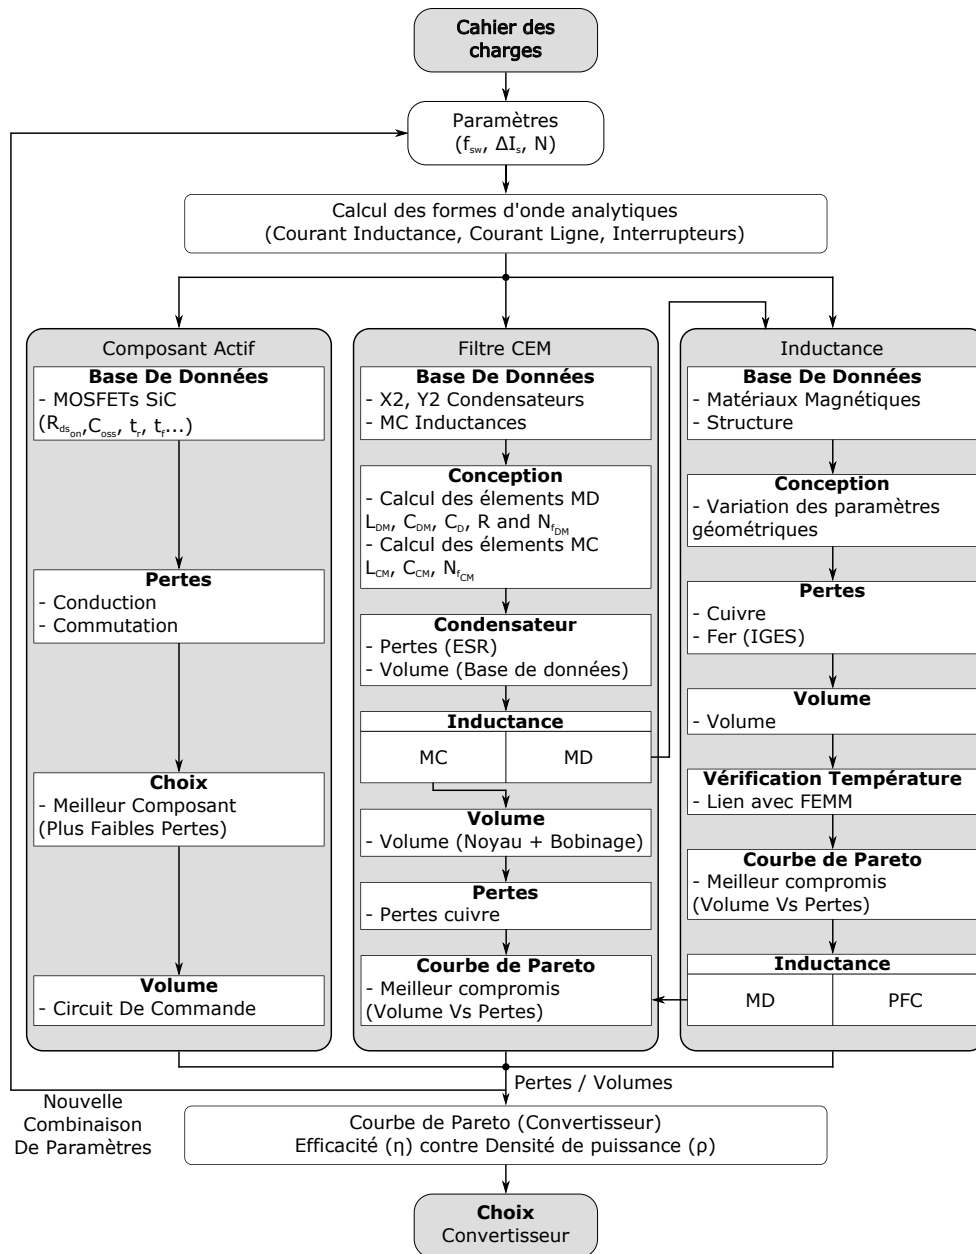 Cahier des
charges
Paramètres
(fsw, ΔIs, N)
Calcul des formes d'onde analytiques
(Courant Inductance, Courant Ligne, Interrupteurs)
Composant Actif
Base De Données
- MOSFETs SiC
(Rdson,Coss, tr, tf...)
Pertes
- Conduction
- Commutation
Choix
- Meilleur Composant
(Plus Faibles Pertes)
Volume
- Circuit De Commande
Filtre CEM
Base De Données
- X2, Y2 Condensateurs
- MC Inductances
Conception
- Calcul des élements MD
LDM, CDM, CD, R and NfDM
- Calcul des élements MC
LCM, CCM, NfCM
Condensateur
- Pertes (ESR)
- Volume (Base de données)
Inductance
MC MD
Volume
- Volume (Noyau + Bobinage)
Pertes
- Pertes cuivre
Courbe de Pareto
- Meilleur compromis
(Volume Vs Pertes)
Inductance
Base De Données
- Matériaux Magnétiques
- Structure
Conception
- Variation des paramètres
géométriques
Pertes
- Cuivre
- Fer (IGES)
Volume
- Volume
Vérification Température
- Lien avec FEMM
Courbe de Pareto
- Meilleur compromis
(Volume Vs Pertes)
Inductance
MD PFC
Pertes / Volumes
Nouvelle
Combinaison
De Paramètres
Courbe de Pareto (Convertisseur)
Efficacité (η) contre Densité de puissance (ρ)
Choix
Convertisseur